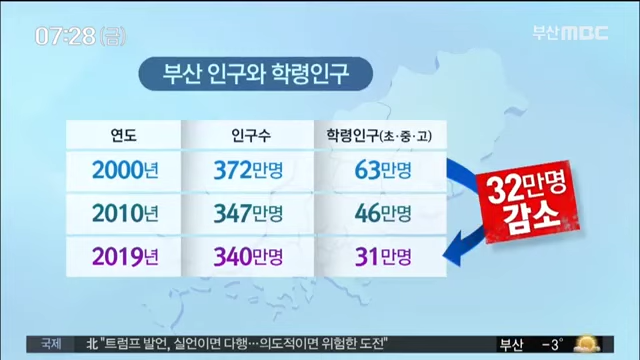 07:28(금)
부산MBC
부산 인구와 학령인구
연도 인구수 학령인구(초·중·고)
2000년 372만명 63만명
2010년 347만명 46만명
2019년 340만명 31만명
32만명
감소
국제 北 "트럼프 발언, 실언이면 다행…의도적이면 위험한 도전" 부산 -3°